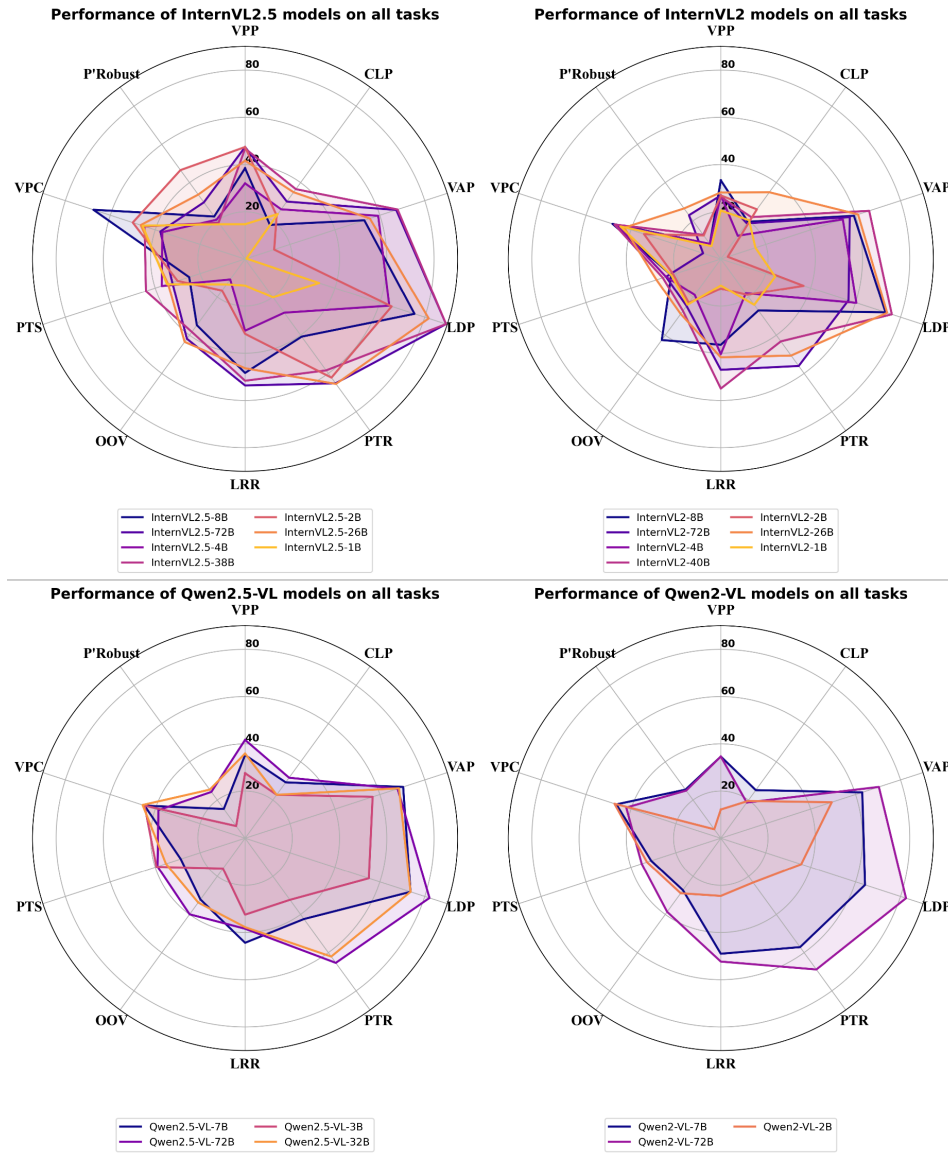 Performance of InternVL2.5 models on all tasks
VPP
CLP
VAP
LDP
PTR
LRR
OOV
PTS
VPC
P'Robust
20
40
60
80
InternVL2.5-8B
InternVL2.5-72B
InternVL2.5-4B
InternVL2.5-38B
InternVL2.5-2B
InternVL2.5-26B
InternVL2.5-1B
Performance of InternVL2 models on all tasks
VPP
CLP
VAP
LDP
PTR
LRR
OOV
PTS
VPC
P'Robust
20
40
60
80
InternVL2-8B
InternVL2-72B
InternVL2-4B
InternVL2-40B
InternVL2-2B
InternVL2-26B
InternVL2-1B
Performance of Qwen2.5-VL models on all tasks
VPP
CLP
VAP
LDP
PTR
LRR
OOV
PTS
VPC
P'Robust
20
40
60
80
Qwen2.5-VL-7B
Qwen2.5-VL-72B
Qwen2.5-VL-3B
Qwen2.5-VL-32B
Performance of Qwen2-VL models on all tasks
VPP
CLP
VAP
LDP
PTR
LRR
OOV
PTS
VPC
P'Robust
20
40
60
80
Qwen2-VL-7B
Qwen2-VL-72B
Qwen2-VL-2B